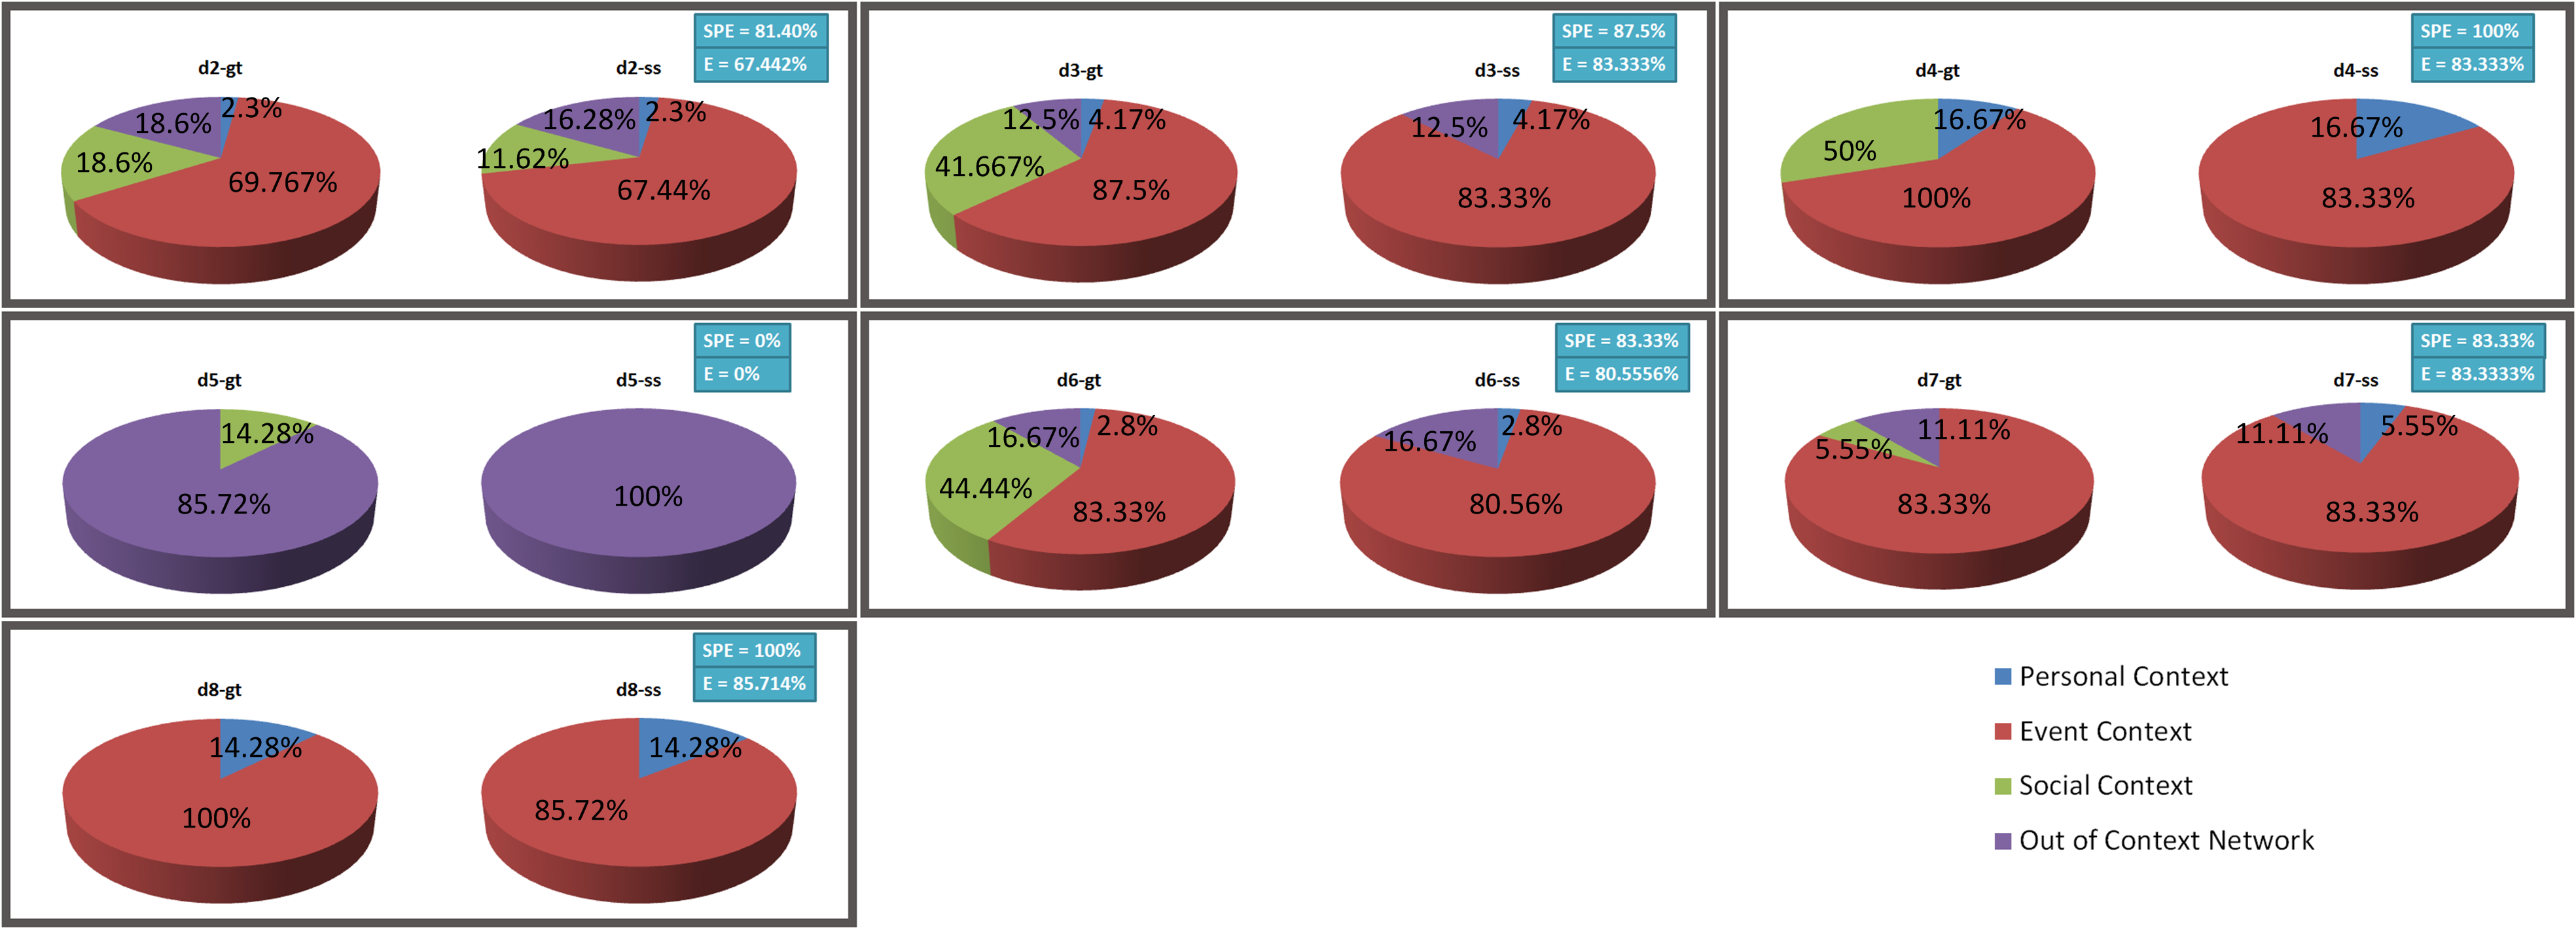 SPE = 81.40%
E = 67.442%
d2-gt
d2-ss
2.3%
18.6%
18.6%
69.767%
2.3%
16.28%
11.62%
67.44%
SPE = 87.5%
E = 83.333%
d3-gt
d3-ss
12.5%
4.17%
41.667%
87.5%
12.5%
4.17%
83.33%
SPE = 100%
E = 83.333%
d4-gt
d4-ss
16.67%
50%
100%
16.67%
83.33%
SPE = 0%
E = 0%
d5-gt
d5-ss
14.28%
85.72%
100%
SPE = 83.33%
E = 80.5556%
d6-gt
d6-ss
2.8%
16.67%
44.44%
83.33%
2.8%
16.67%
80.56%
SPE = 83.33%
E = 83.3333%
d7-gt
d7-ss
11.11%
5.55%
83.33%
5.55%
11.11%
83.33%
SPE = 100%
E = 85.714%
d8-gt
d8-ss
14.28%
100%
14.28%
85.72%
Personal Context
Event Context
Social Context
Out of Context Network